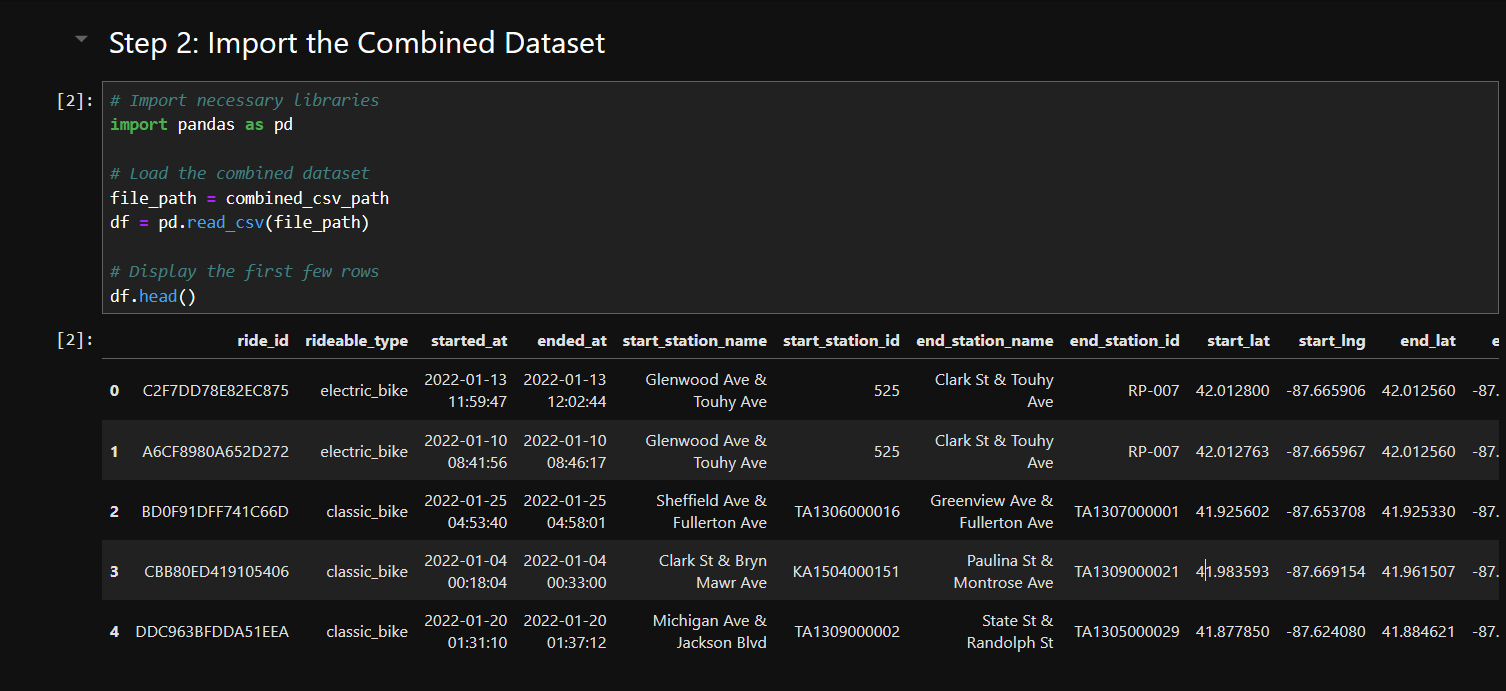 Step 2: Import the Combined Dataset
[2]: # Import necessary libraries
import pandas as pd
# Load the combined dataset
file_path = combined_csv_path
df = pd.read_csv(file_path)
# Display the first few rows
df.head()
[2]: ride_id rideable_type started_at ended_at start_station_name start_station_id end_station_name end_station_id start_lat start_lng end_lat e
2022-01-13 2022-01-13 Glenwood Ave & Clark St & Touhy
0 C2F7DD78E82EC875 electric_bike 525 RP-007 42.012800 -87.665906 42.012560 -87.
11:59:47 12:02:44 Touhy Ave Ave
2022-01-10 2022-01-10 Glenwood Ave & Clark St & Touhy
1 A6CF8980A652D272 electric_bike 525 RP-007 42.012763 -87.665967 42.012560 -87.
08:41:56 08:46:17 Touhy Ave Ave
2022-01-25 2022-01-25 Sheffield Ave & Greenview Ave &
2 BD0F91DFF741C66D classic_bike TA1306000016 TA1307000001 41.925602 -87.653708 41.925330 -87.
04:53:40 04:58:01 Fullerton Ave Fullerton Ave
2022-01-04 2022-01-04 Clark St & Bryn Paulina St &
3 CBB80ED419105406 classic_bike KA1504000151 TA1309000021 41.983593 -87.669154 41.961507 -87.
00:18:04 00:33:00 Mawr Ave Montrose Ave
2022-01-20 2022-01-20 Michigan Ave & State St &
4 DDC963BFDDA51EEA classic_bike TA1309000002 TA1305000029 41.877850 -87.624080 41.884621 -87.
01:31:10 01:37:12 Jackson Blvd Randolph St